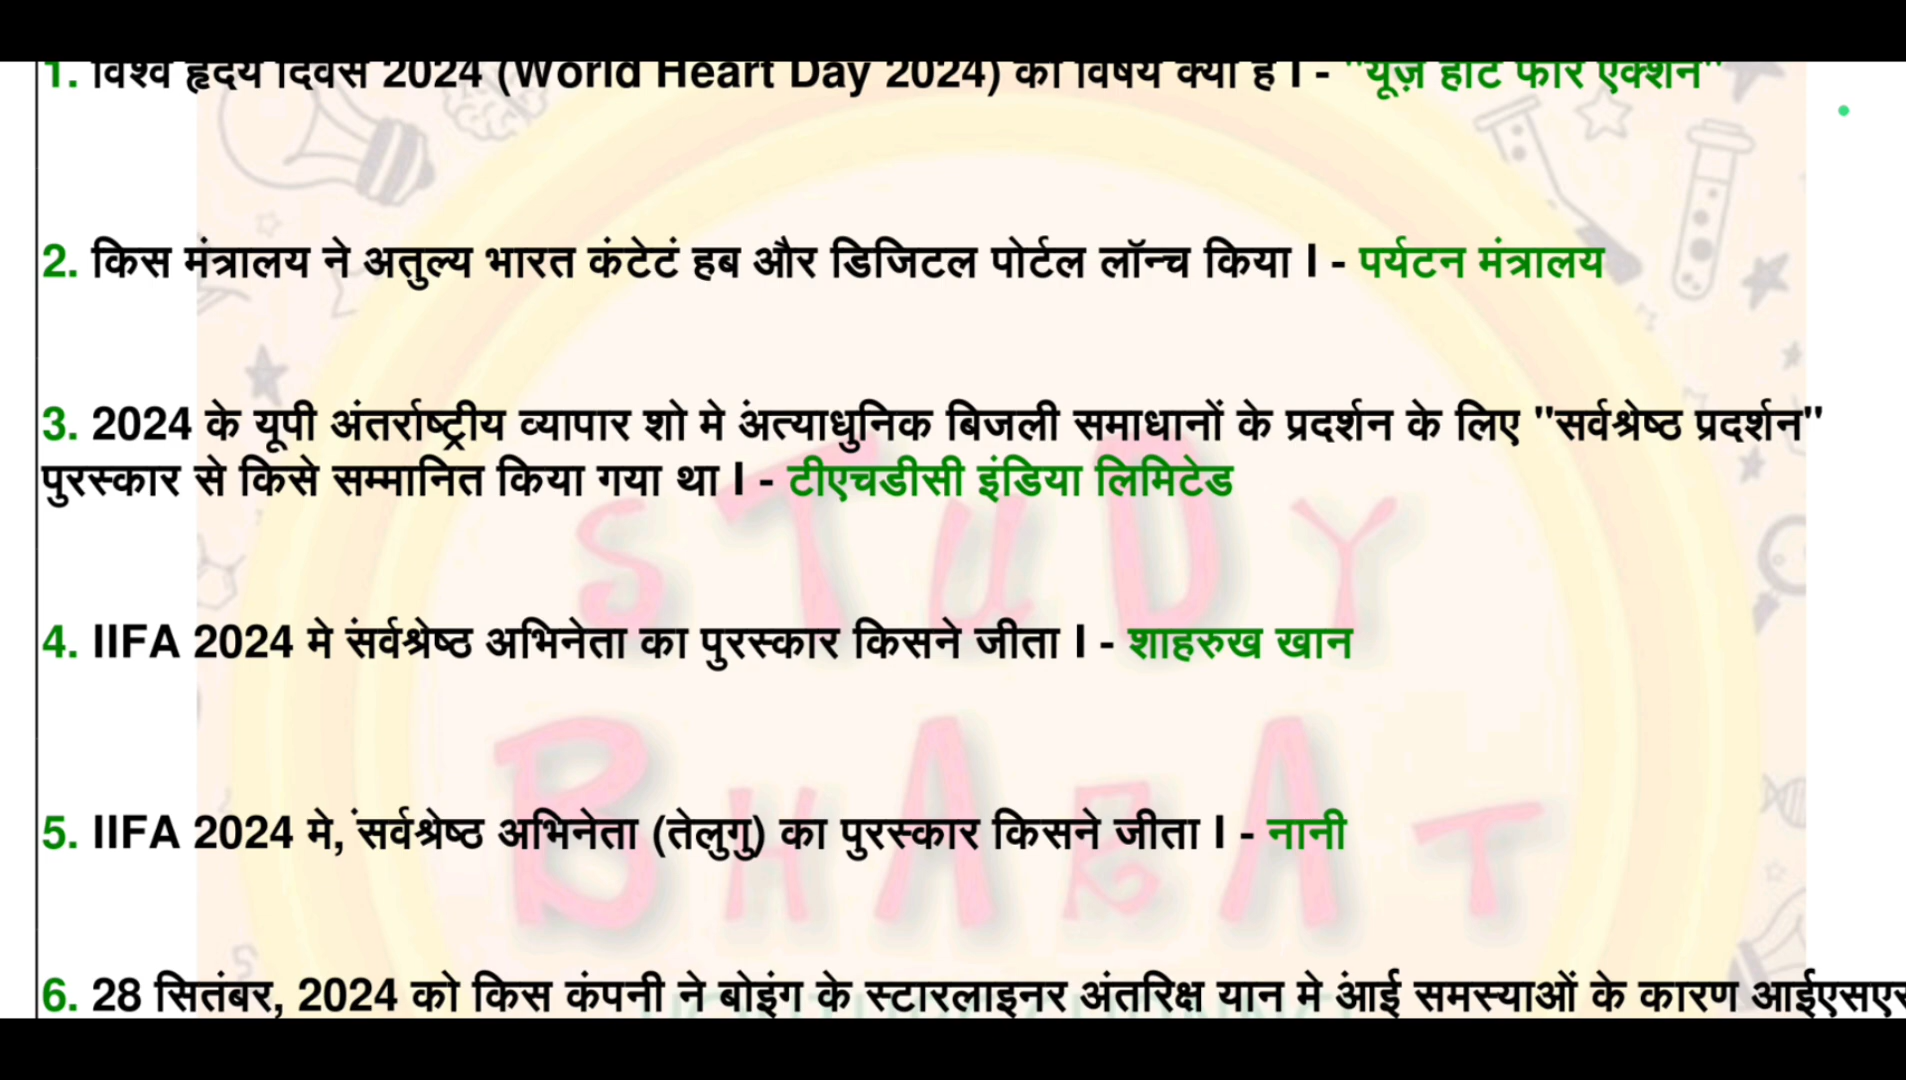 1. विश्व हृदय दिवस 2024 (World Heart Day 2024) का विषय क्या है I - "यूज़ हार्ट फॉर एक्शन"
2. किस मंत्रालय ने अतुल्य भारत कंटेटं हब और डिजिटल पोर्टल लॉन्च किया I - पर्यटन मंत्रालय
3. 2024 के यूपी अंतर्राष्ट्रीय व्यापार शो मे अंत्याधुनिक बिजली समाधानों के प्रदर्शन के लिए "सर्वश्रेष्ठ प्रदर्शन"
पुरस्कार से किसे सम्मानित किया गया था I - टीएचडीसी इंडिया लिमिटेड
4. IIFA 2024 मे संर्वश्रेष्ठ अभिनेता का पुरस्कार किसने जीता I - शाहरुख खान
5. IIFA 2024 मे, ंसर्वश्रेष्ठ अभिनेता (तेलुगु) का पुरस्कार किसने जीता I - नानी
6. 28 सितंबर, 2024 को किस कंपनी ने बोइंग के स्टारलाइनर अंतरिक्ष यान मे आंई समस्याओं के कारण
STUDY
BHARAT